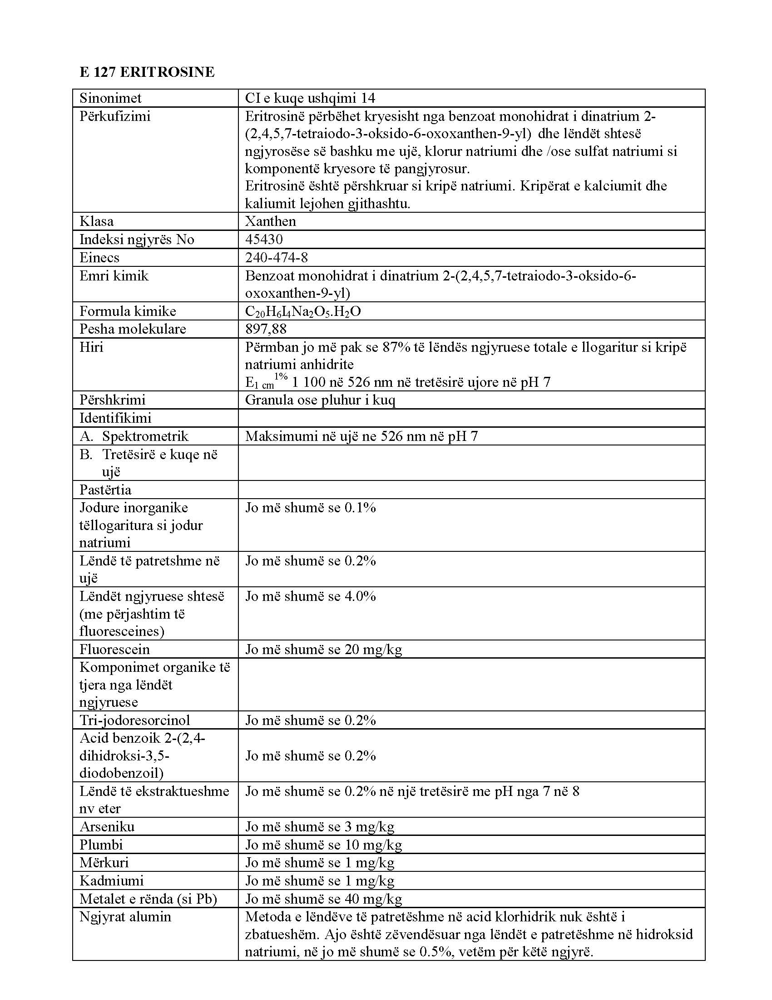 E 127 ERITROSINE
Sinonimet
CI e kuqe ushqimi 14
Përkufizimi
Eritrosinë përbëhet kryesisht nga benzoat monohidrat i dinatrium 2-
(2,4,5,7-tetraiodo-3-oksido-6-oxoxanthen-9-yl) dhe lëndët shtesë
ngjyrosëse së bashku me ujë, klorur natriumi dhe /ose sulfat natriumi si
komponentë kryesore të pangjyrosur.
Eritrosinë është përshkruar si kripë natriumi. Kripërat e kalciumit dhe
kaliumit lejohen gjithashtu.
Klasa
Xanthen
Indeksi ngjyrës No
45430
Einecs
240-474-8
Emri kimik
Benzoat monohidrat i dinatrium 2-(2,4,5,7-tetraiodo-3-oksido-6-
oxoxanthen-9-yl)
Formula kimike
C₂₀H₆I₄Na₂O₅.H₂O
Pesha molekulare
897,88
Hiri
Përmban jo më pak se 87% të lëndës ngjyruese totale e llogaritur si kripë
natriumi anhidrite
E1 cm1% 1 100 në 526 nm në tretësirë ujore në pH 7
Përshkrimi
Granula ose pluhur i kuq
Identifikimi
A. Spektrometrik
Maksimumi në ujë ne 526 nm në pH 7
B. Tretësirë e kuqe në
ujë
Pastërtia
Jodure inorganike
tëllogaritura si jodur
natriumi
Jo më shumë se 0.1%
Lëndë të patretshme në
ujë
Jo më shumë se 0.2%
Lëndët ngjyruese shtesë
(me përjashtim të
fluoresceines)
Jo më shumë se 4.0%
Fluorescein
Jo më shumë se 20 mg/kg
Komponimet organike të
tjera nga lëndët
ngjyruese
Tri-jodoresorcinol
Jo më shumë se 0.2%
Acid benzoik 2-(2,4-
dihidroksi-3,5-
diodobenzoil)
Jo më shumë se 0.2%
Lëndë të ekstraktueshme
nv eter
Jo më shumë se 0.2% në një tretësirë me pH nga 7 në 8
Arseniku
Jo më shumë se 3 mg/kg
Plumbi
Jo më shumë se 10 mg/kg
Mërkuri
Jo më shumë se 1 mg/kg
Kadmiumi
Jo më shumë se 1 mg/kg
Metalet e rënda (si Pb)
Jo më shumë se 40 mg/kg
Ngjyrat alumin
Metoda e lëndëve të patretëshme në acid klorhidrik nuk është i
zbatueshëm. Ajo është zëvendësuar nga lëndët e patretëshme në hidroksid
natriumi, në jo më shumë se 0.5%, vetëm për këtë ngjyrë.